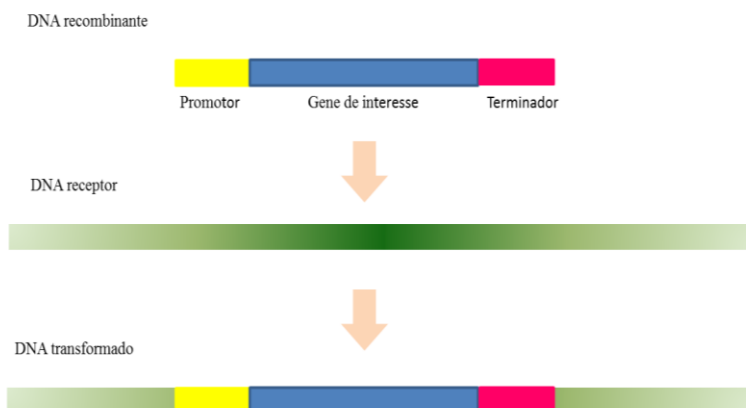 DNA recombinante
Promotor Gene de interesse Terminador
DNA receptor
DNA transformado